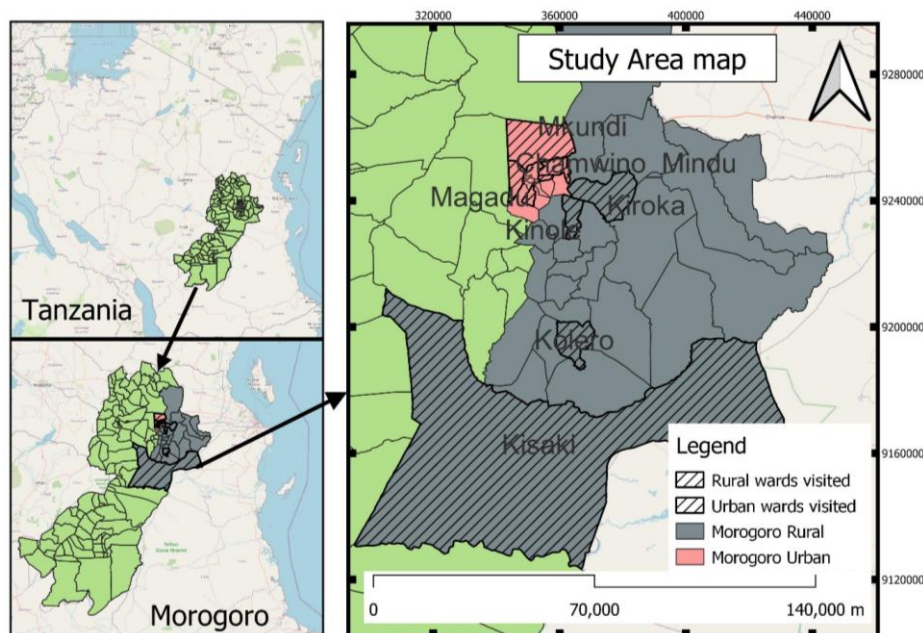 Tanzania
Morogoro
320000 360000 400000 440000
Study Area map
9280000
9240000
9200000
9160000
9120000
Mkundi
Chamwino
Mindu
Magadu
Kiroka
Kinole
Kolero
Kisaki
Legend
Rural wards visited
Urban wards visited
Morogoro Rural
Morogoro Urban
0 70,000 140,000 m